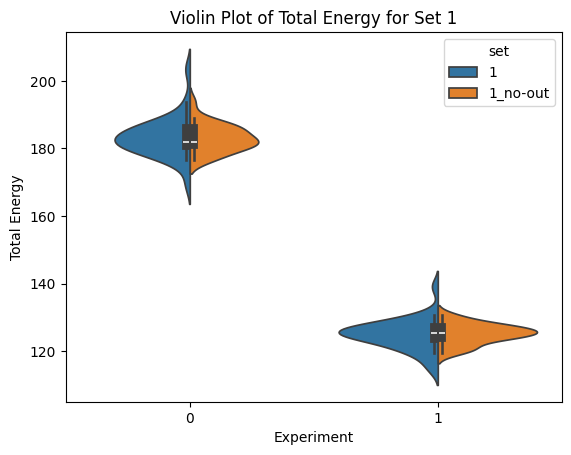 Violin Plot of Total Energy for Set 1
set
1
1_no-out
Total Energy
200
180
160
140
120
0
1
Experiment